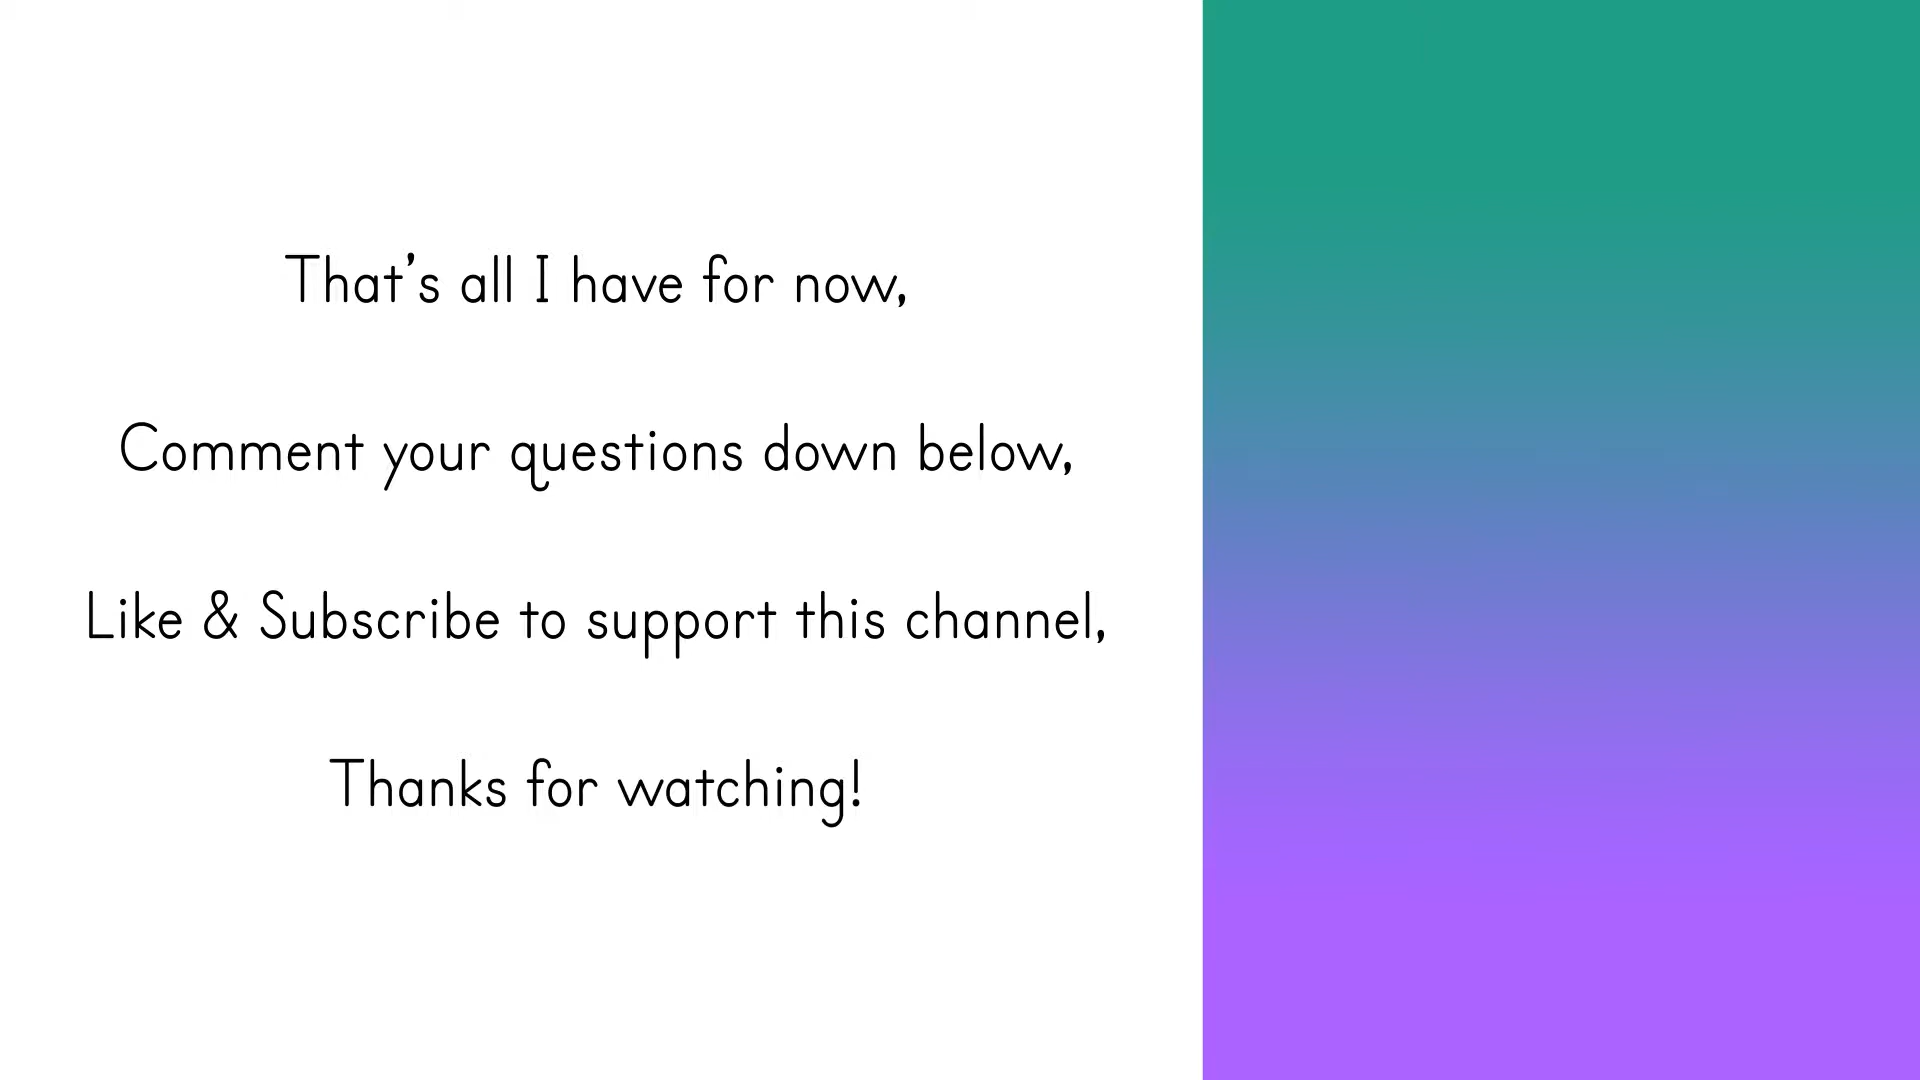 That’s all I have for now,
Comment your questions down below,
Like & Subscribe to support this channel,
Thanks for watching!